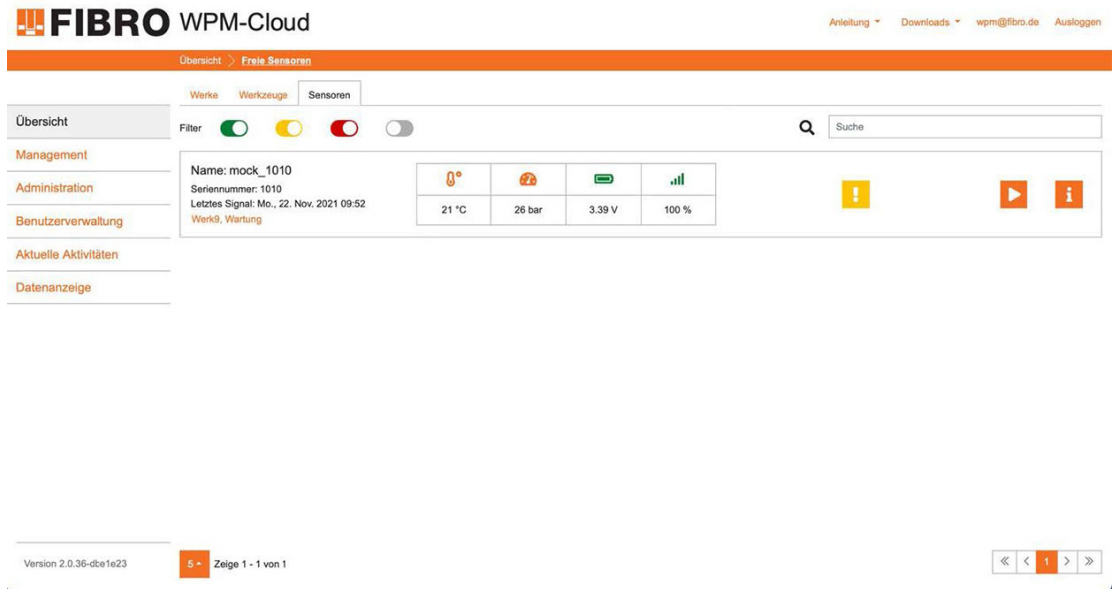 FIBRO WPM-Cloud
Anleitung Downloads wpm@fibro.de Ausloggen
Übersicht > Freie Sensoren
Werke Werkzeuge Sensoren
Übersicht
Filter
Suche
Management
Administration
Benutzerverwaltung
Aktuelle Aktivitäten
Datenanzeige
Name: mock_1010
Seriennummer: 1010
Letztes Signal: Mo., 22. Nov. 2021 09:52
Werk9, Wartung
21 °C 26 bar 3.39 V 100 %
! i
Version 2.0.36-dbe1e23
5 Zeige 1 - 1 von 1
« < 1 > »